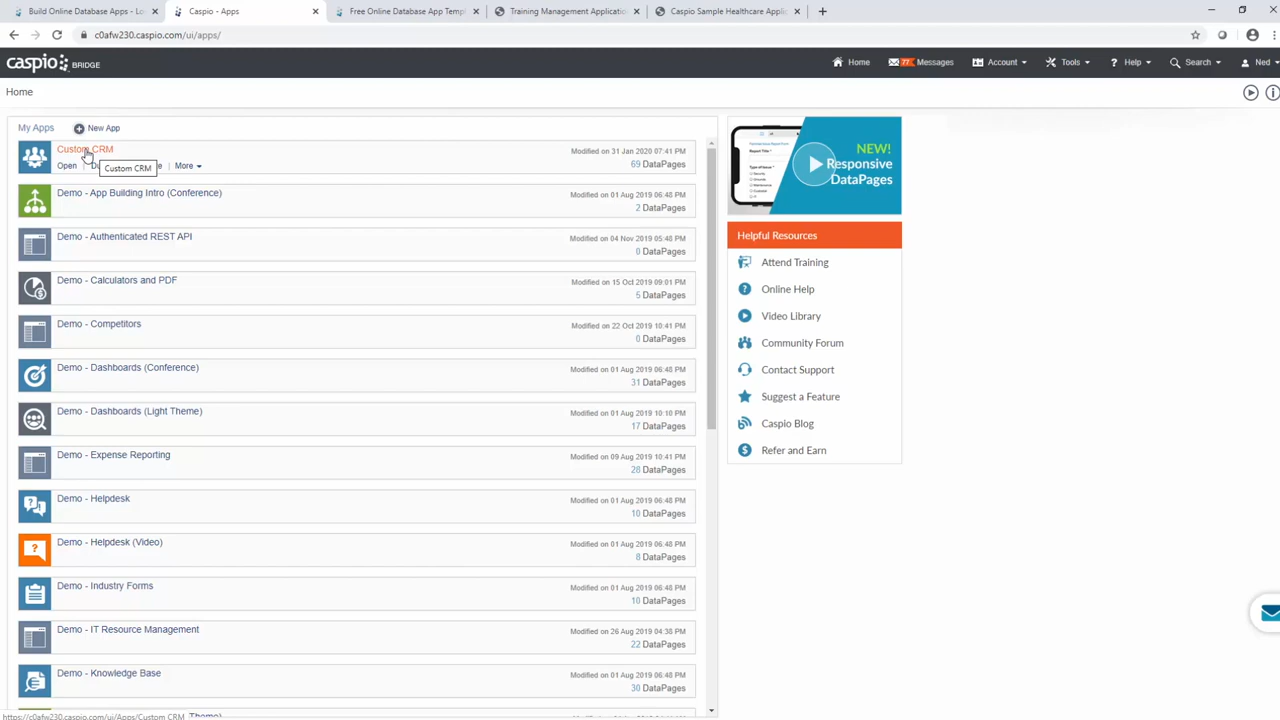 Build Online Database Apps - Lo
Caspio - Apps
Free Online Database App Temp
Training Management Applicatio
Caspio Sample Healthcare Applic
c0afw230.caspio.com/ui/apps/
caspio BRIDGE
Home
77 Messages
Account
Tools
Help
Search
Ned
Home
My Apps
New App
Custom CRM
Modified on 31 Jan 2020 07:41 PM
Custom CRM
More
69 DataPages
Demo - App Building Intro (Conference)
Modified on 01 Aug 2019 06:48 PM
2 DataPages
Demo - Authenticated REST API
Modified on 04 Nov 2019 05:48 PM
0 DataPages
Demo - Calculators and PDF
Modified on 15 Oct 2019 09:01 PM
5 DataPages
Demo - Competitors
Modified on 22 Oct 2019 10:41 PM
0 DataPages
Demo - Dashboards (Conference)
Modified on 01 Aug 2019 06:48 PM
31 DataPages
Demo - Dashboards (Light Theme)
Modified on 01 Aug 2019 10:10 PM
17 DataPages
Demo - Expense Reporting
Modified on 09 Aug 2019 10:41 PM
28 DataPages
Demo - Helpdesk
Modified on 01 Aug 2019 06:48 PM
10 DataPages
Demo - Helpdesk (Video)
Modified on 01 Aug 2019 06:48 PM
8 DataPages
Demo - Industry Forms
Modified on 01 Aug 2019 06:48 PM
10 DataPages
Demo - IT Resource Management
Modified on 26 Aug 2019 04:38 PM
22 DataPages
Demo - Knowledge Base
Modified on 01 Aug 2019 06:48 PM
30 DataPages
https://c0afw230.caspio.com/ui/Apps/Custom CRM
Theme)
NEW!
Responsive
DataPages
Helpful Resources
Attend Training
Online Help
Video Library
Community Forum
Contact Support
Suggest a Feature
Caspio Blog
Refer and Earn